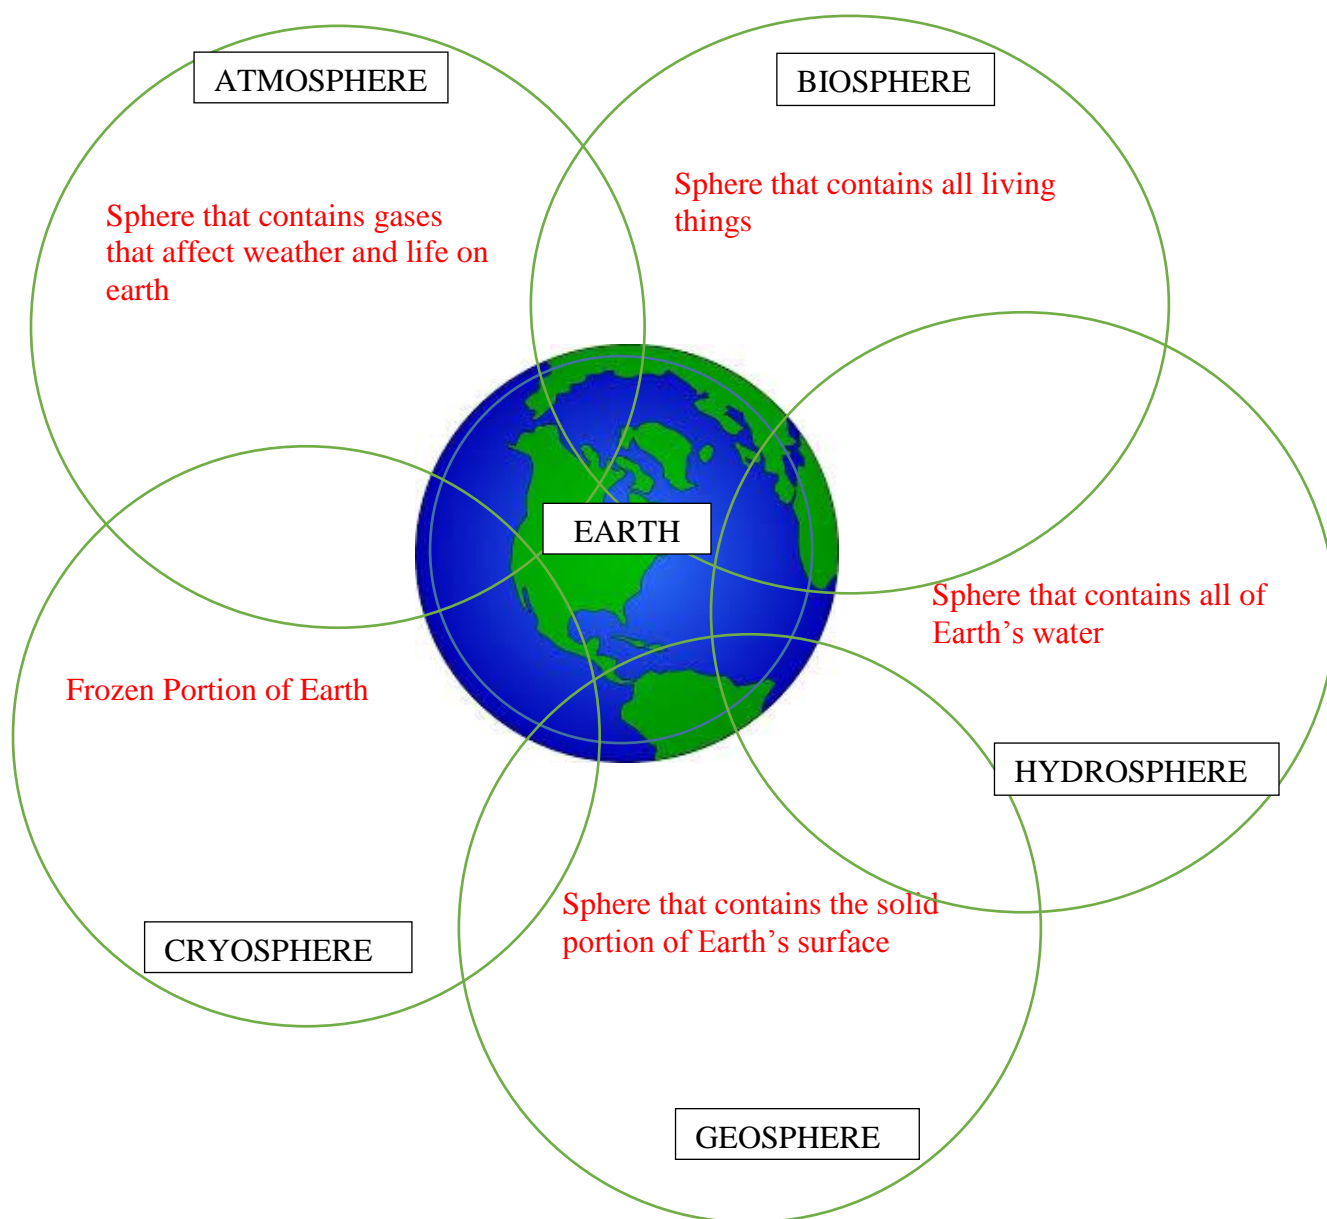 ATMOSPHERE
Sphere that contains gases
that affect weather and life on
earth
BIOSPHERE
Sphere that contains all living
things
EARTH
Sphere that contains all of
Earth’s water
HYDROSPHERE
Frozen Portion of Earth
CRYOSPHERE
Sphere that contains the solid
portion of Earth’s surface
GEOSPHERE